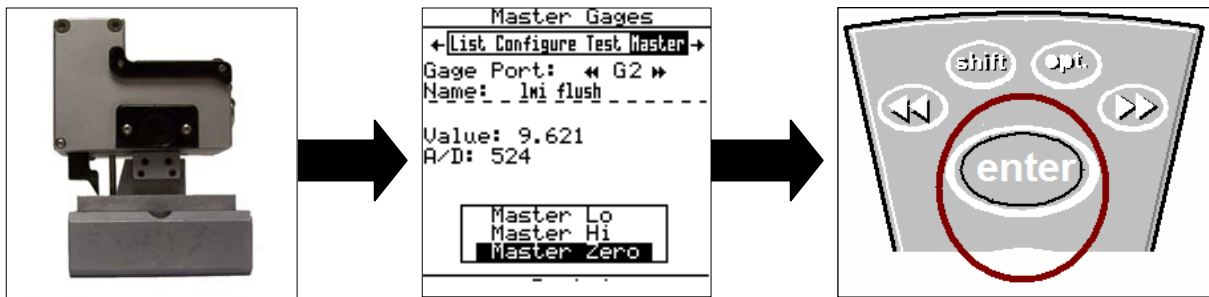 Master Gages
List Configure Test Master
Gage Port: G2
Name: lmi flush
Value: 9.621
A/D: 524
Master Lo
Master Hi
Master Zero
shift opt.
enter